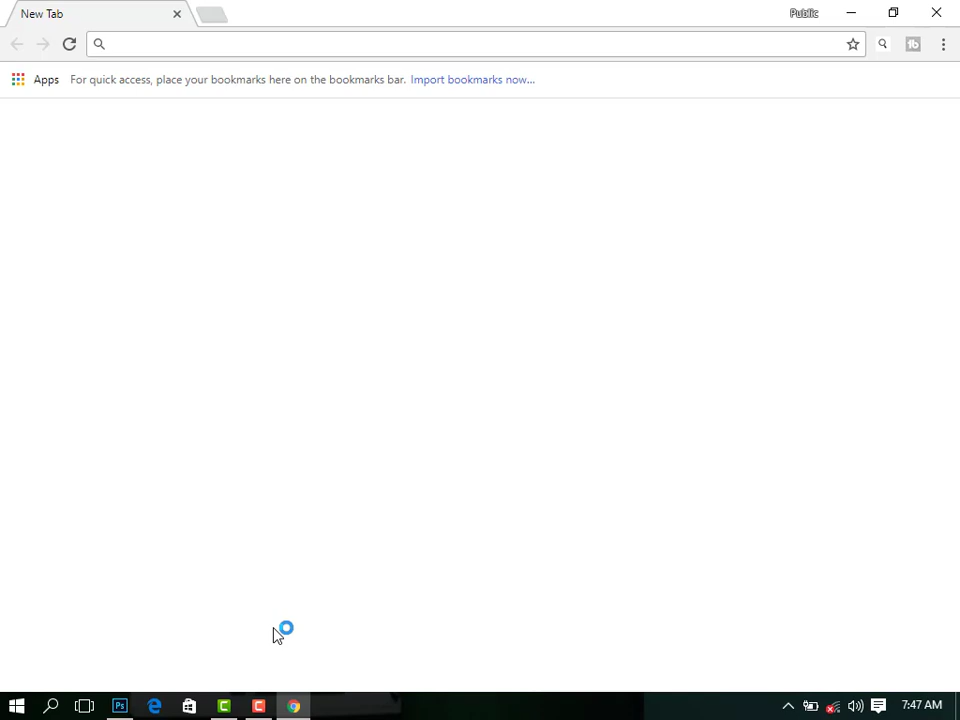 New Tab
Public
Apps
For quick access, place your bookmarks here on the bookmarks bar. Import bookmarks now...
Ps
7:47 AM